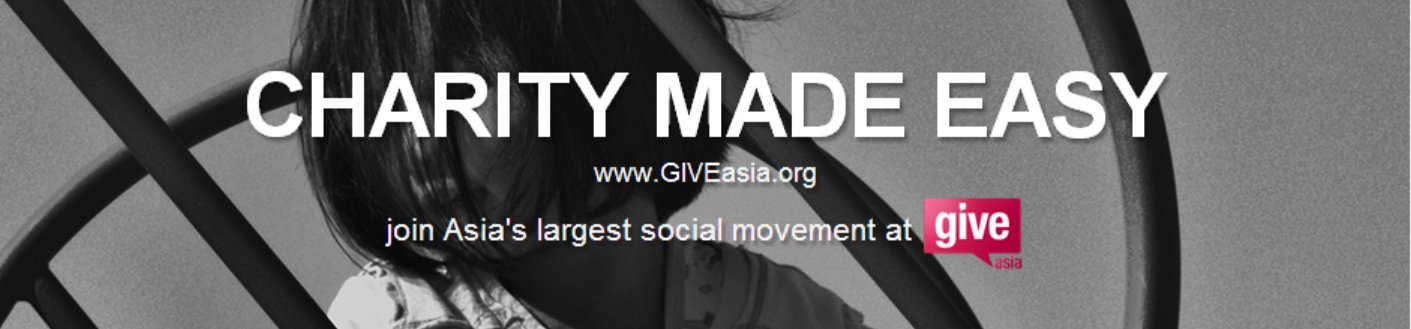 CHARITY MADE EASY
www.GIVEasia.org
join Asia's largest social movement at give
asia